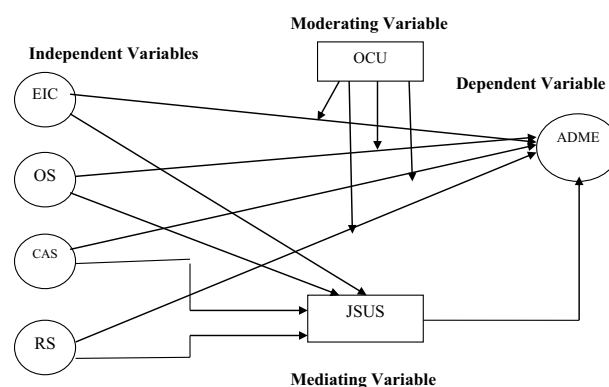 Moderating Variable
Independent Variables
OCU
Dependent Variable
EIC
ADME
OS
CAS
JSUS
RS
Mediating Variable